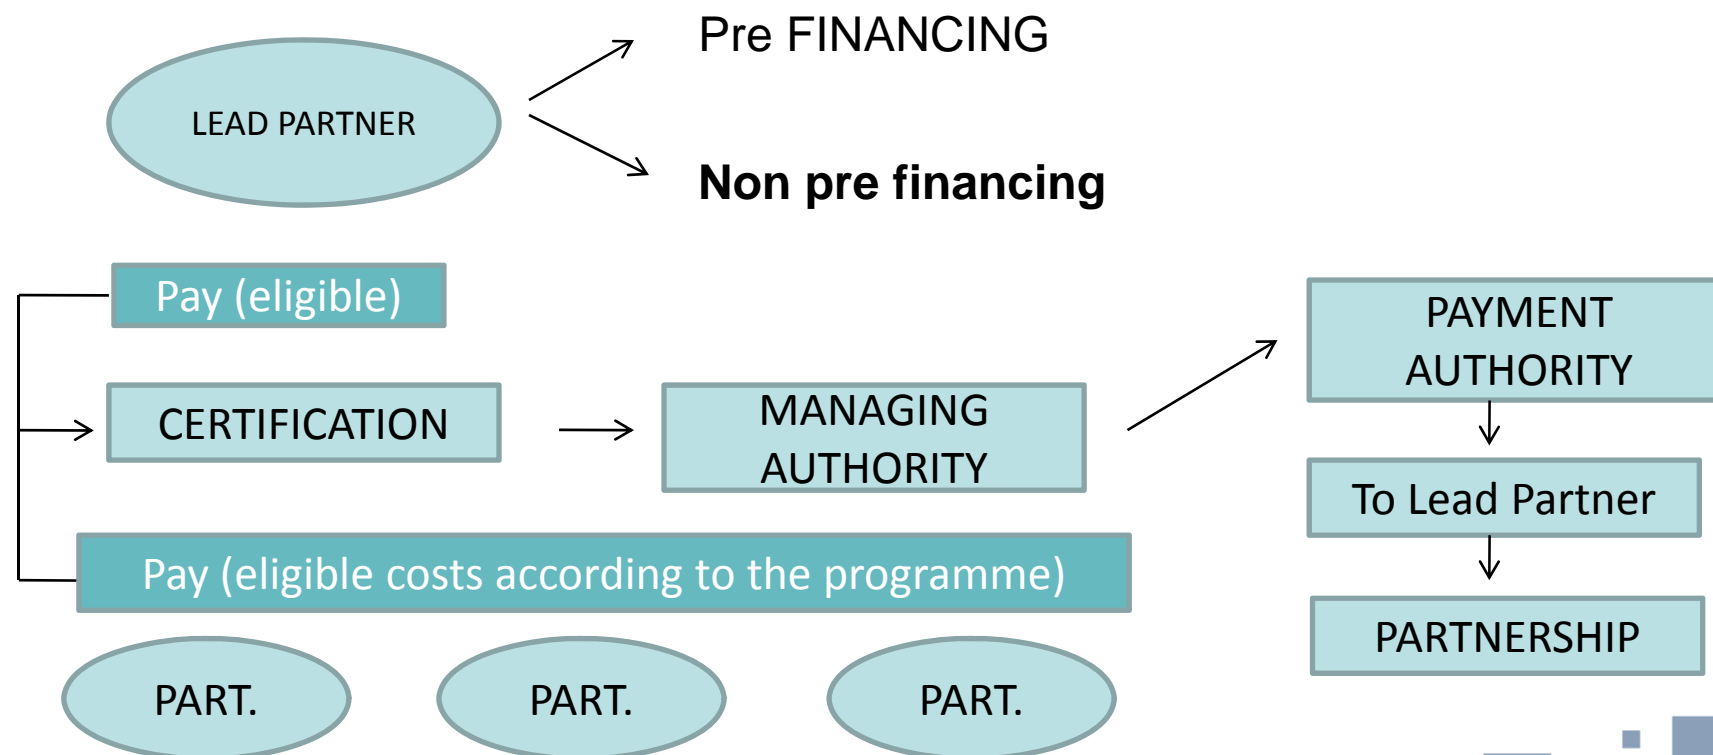 Pre FINANCING
LEAD PARTNER
Non pre financing
Pay (eligible)
PAYMENT
AUTHORITY
CERTIFICATION
MANAGING
AUTHORITY
To Lead Partner
Pay (eligible costs according to the programme)
PARTNERSHIP
PART.
PART.
PART.